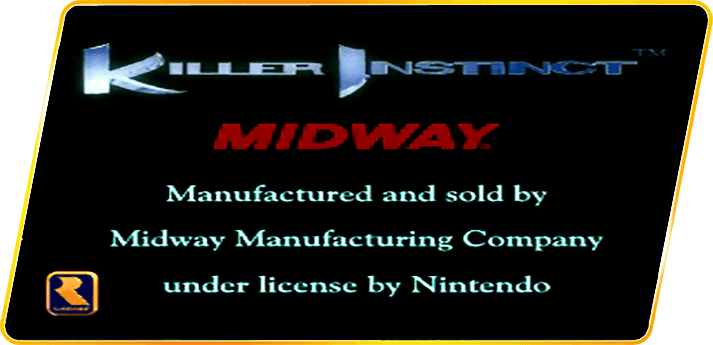 KILLER INSTINCT™
MIDWAY
Manufactured and sold by
Midway Manufacturing Company
under license by Nintendo
R